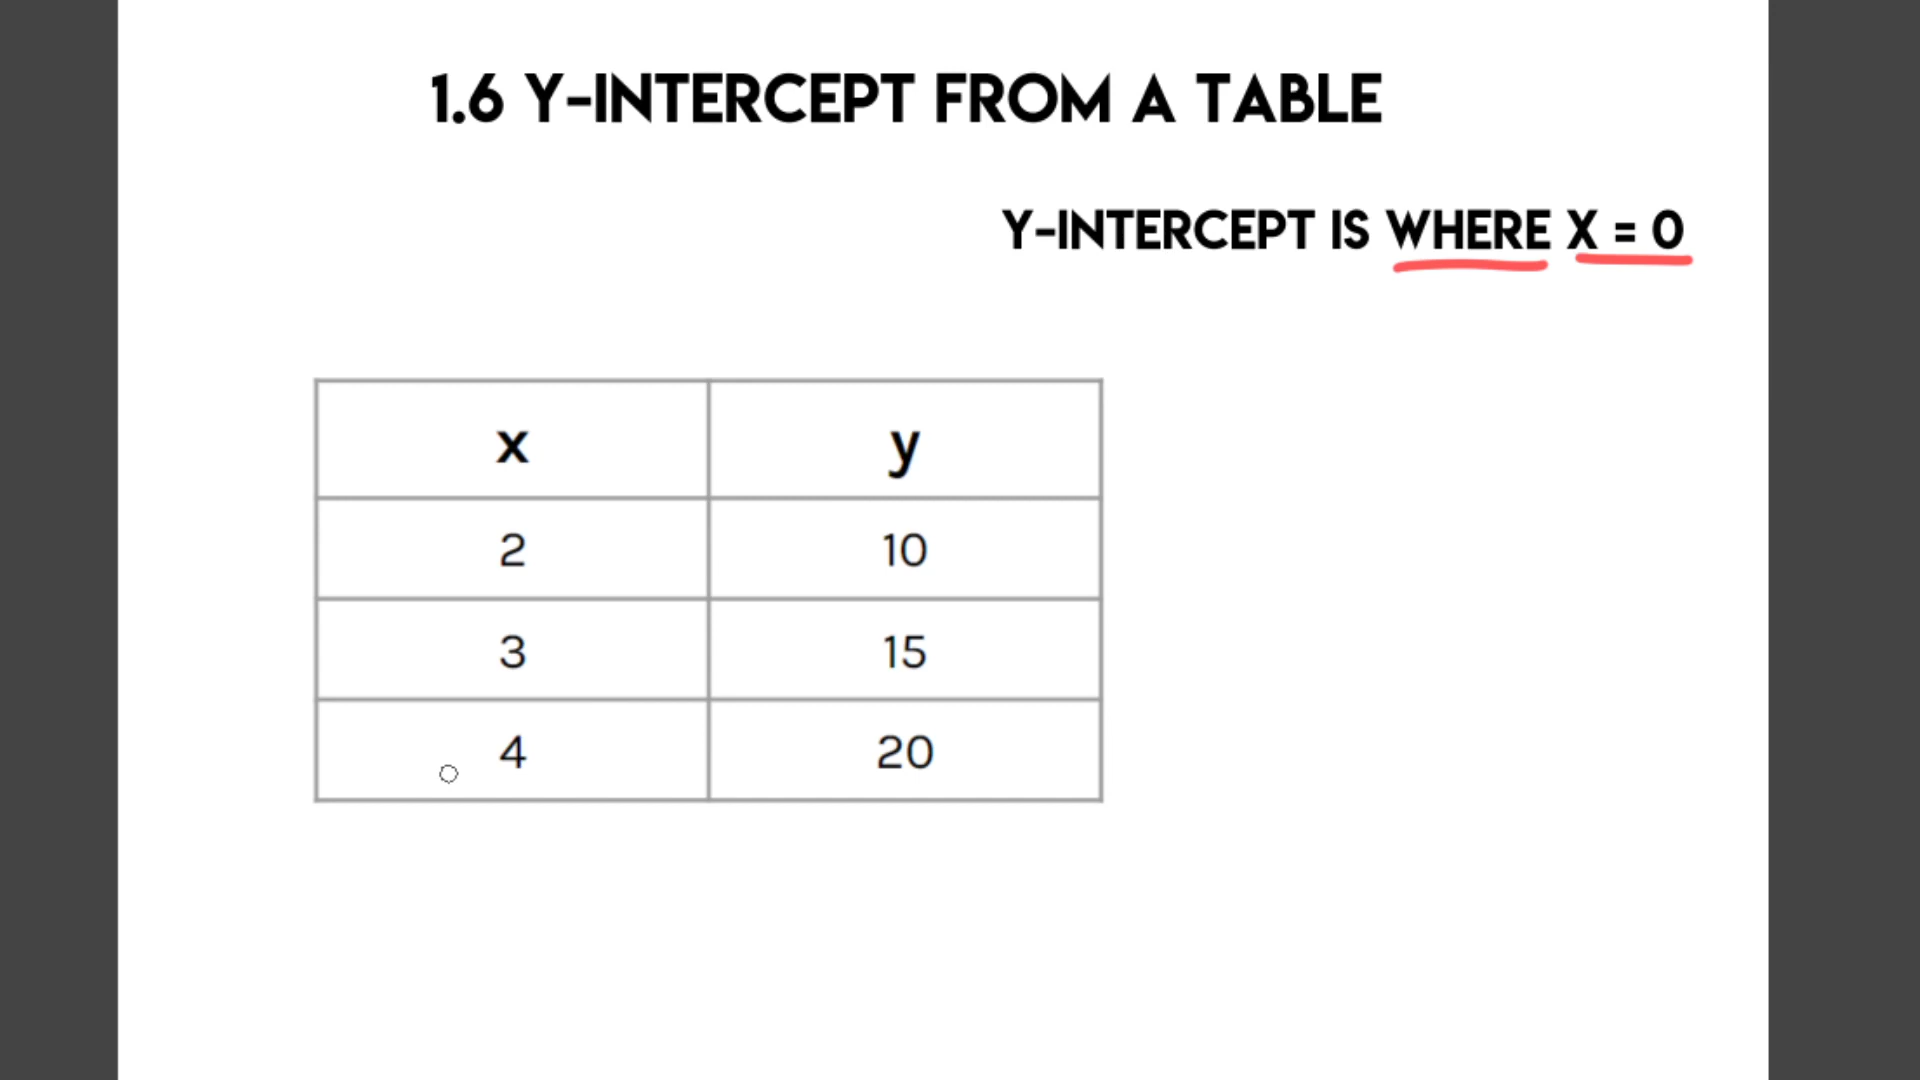 1.6 Y-INTERCEPT FROM A TABLE
Y-INTERCEPT IS WHERE X = 0
x y
2 10
3 15
4 20